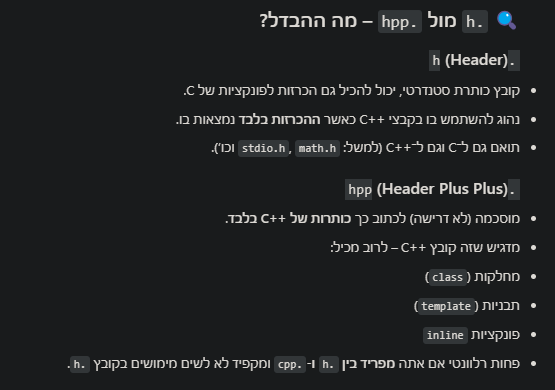 🔍 .h מול .hpp – מה ההבדל?
.h (Header)
קובץ כותרת סטנדרטי, יכול להכיל גם הכרזות לפונקציות של C.
נהוג להשתמש בו בקבצי C++ כאשר ההכרזות בלבד נמצאות בו.
תואם גם ל־C וגם ל־C++ (למשל: math.h, stdio.h וכו').
.hpp (Header Plus Plus)
מוסכמה (לא דרישה) לכתוב כך כותרות של C++ בלבד.
מדגיש שזה קובץ C++ – לרוב מכיל:
מחלקות (class)
תבניות (template)
פונקציות inline
פחות רלוונטי אם אתה מפריד בין .h ו-.cpp ומקפיד לא לשים מימושים בקובץ .h.